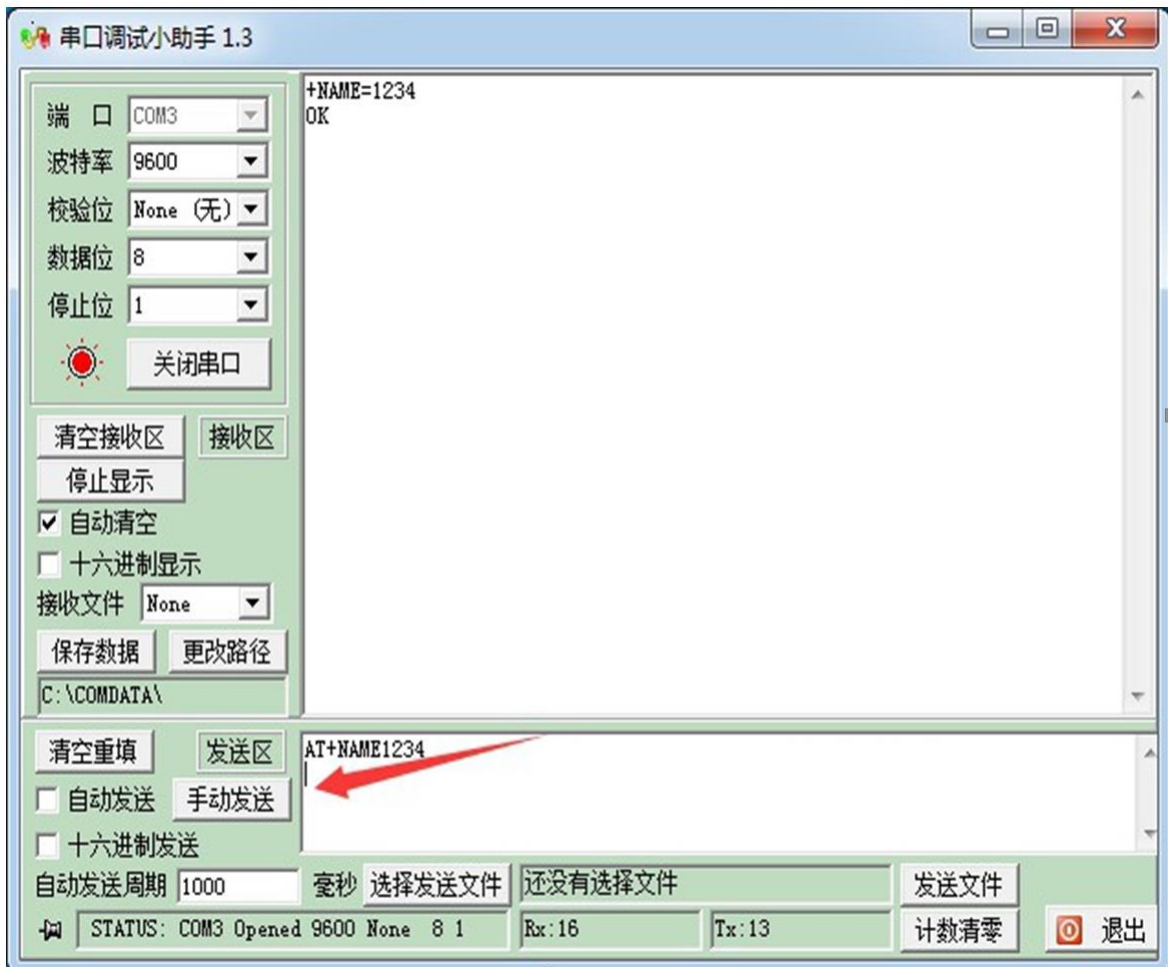 串口调试小助手 1.3
端 口 COM3
波特率 9600
校验位 None (无)
数据位 8
停止位 1
关闭串口
清空接收区 接收区
停止显示
自动清空
十六进制显示
接收文件 None
保存数据 更改路径
C:\COMDATA\
+NAME=1234
OK
清空重填 发送区
自动发送 手动发送
十六进制发送
AT+NAME1234
自动发送周期 1000 毫秒 选择发送文件 还没有选择文件 发送文件
STATUS: COM3 Opened 9600 None 8 1 Rx:16 Tx:13 计数清零 退出